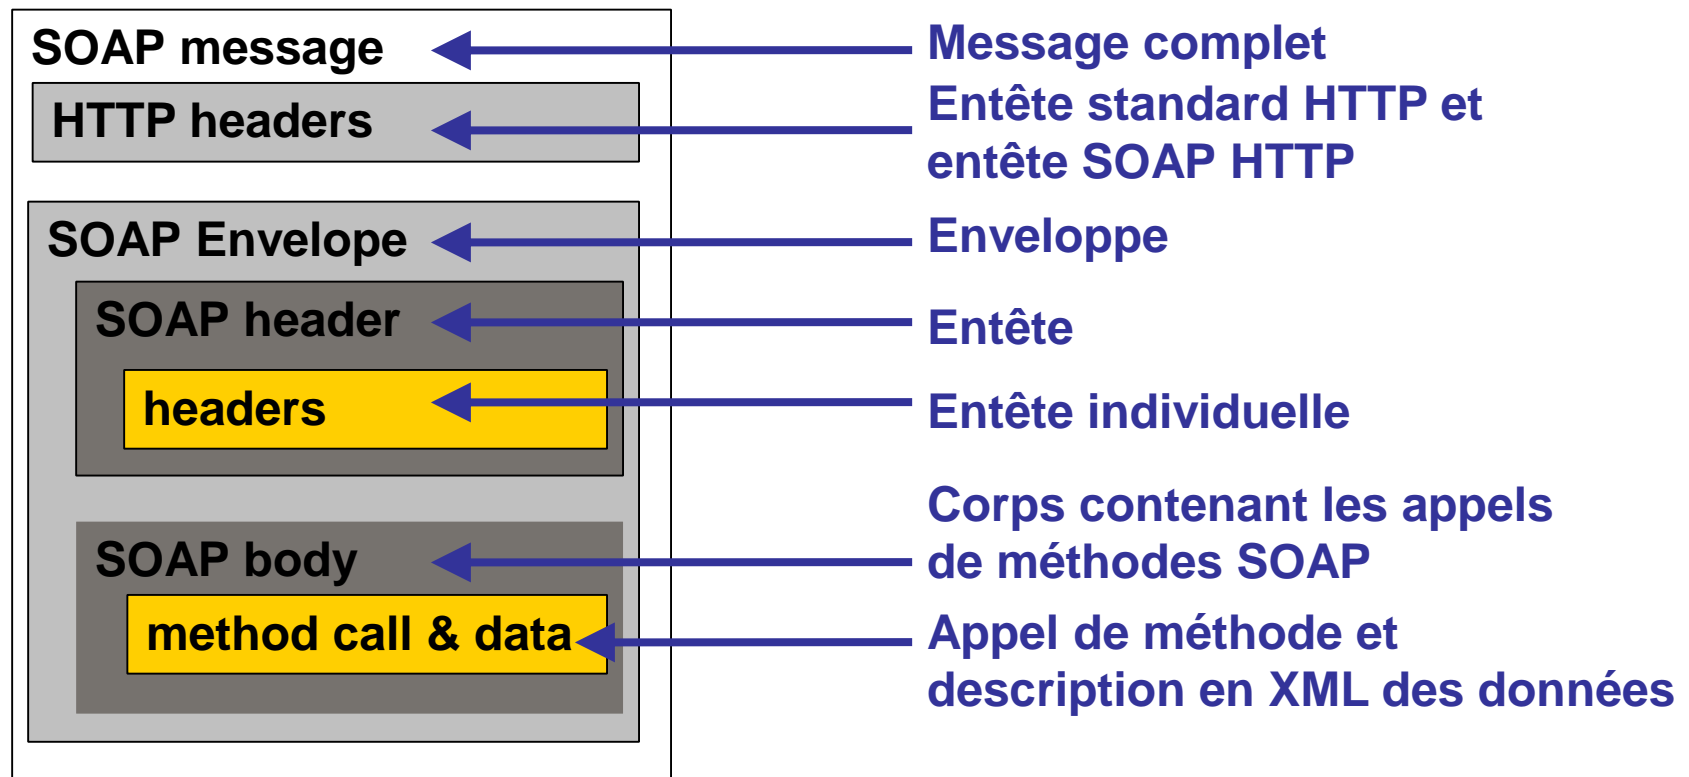 SOAP message
Message complet
HTTP headers
Entête standard HTTP et
entête SOAP HTTP
SOAP Envelope
Enveloppe
SOAP header
Entête
headers
Entête individuelle
SOAP body
Corps contenant les appels
de méthodes SOAP
method call & data
Appel de méthode et
description en XML des données